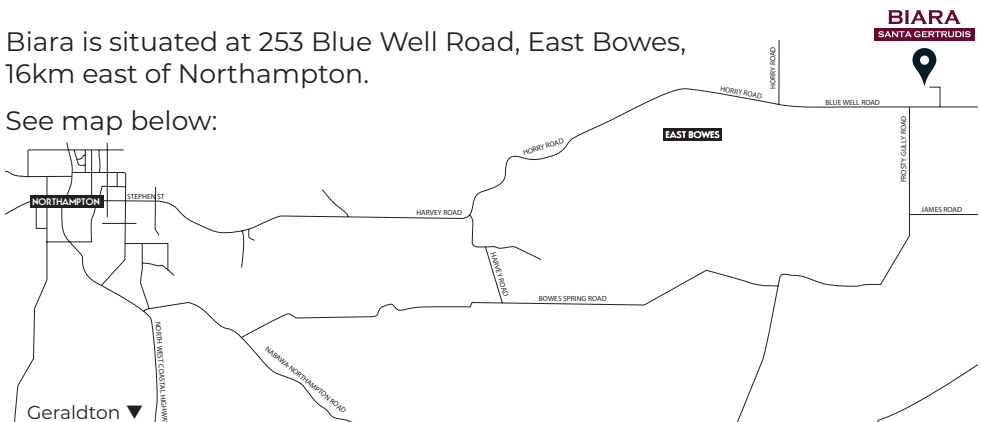 BIARA
SANTA GERTRUDIS
Biara is situated at 253 Blue Well Road, East Bowes,
16km east of Northampton.
See map below:
HORRY ROAD
HORRY ROAD
BLUE WELL ROAD
EAST BOWES
HORRY ROAD
FROSTY GULLY ROAD
NORTHAMPTON
STEPHEN ST
HARVEY ROAD
JAMES ROAD
HARVEY ROAD
BOWES SPRING ROAD
NORTH WEST COASTAL HIGHWAY
NABAWA-NORTHAMPTON ROAD
Geraldton ▼